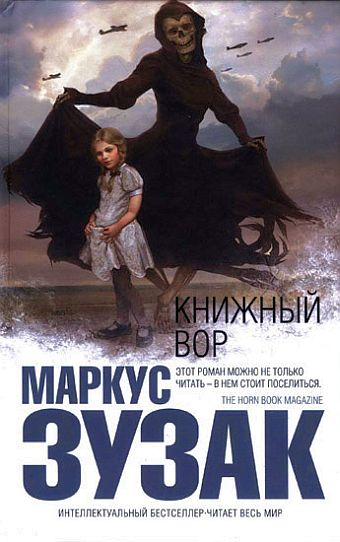 КНИЖНЫЙ
ВОР
ЭТОТ РОМАН МОЖНО НЕ ТОЛЬКО
ЧИТАТЬ – В НЕМ СТОИТ ПОСЕЛИТЬСЯ.
THE HORN BOOK MAGAZINE
МАРКУС
ЗУЗАК
ИНТЕЛЛЕКТУАЛЬНЫЙ БЕСТСЕЛЛЕР·ЧИТАЕТ ВЕСЬ МИР